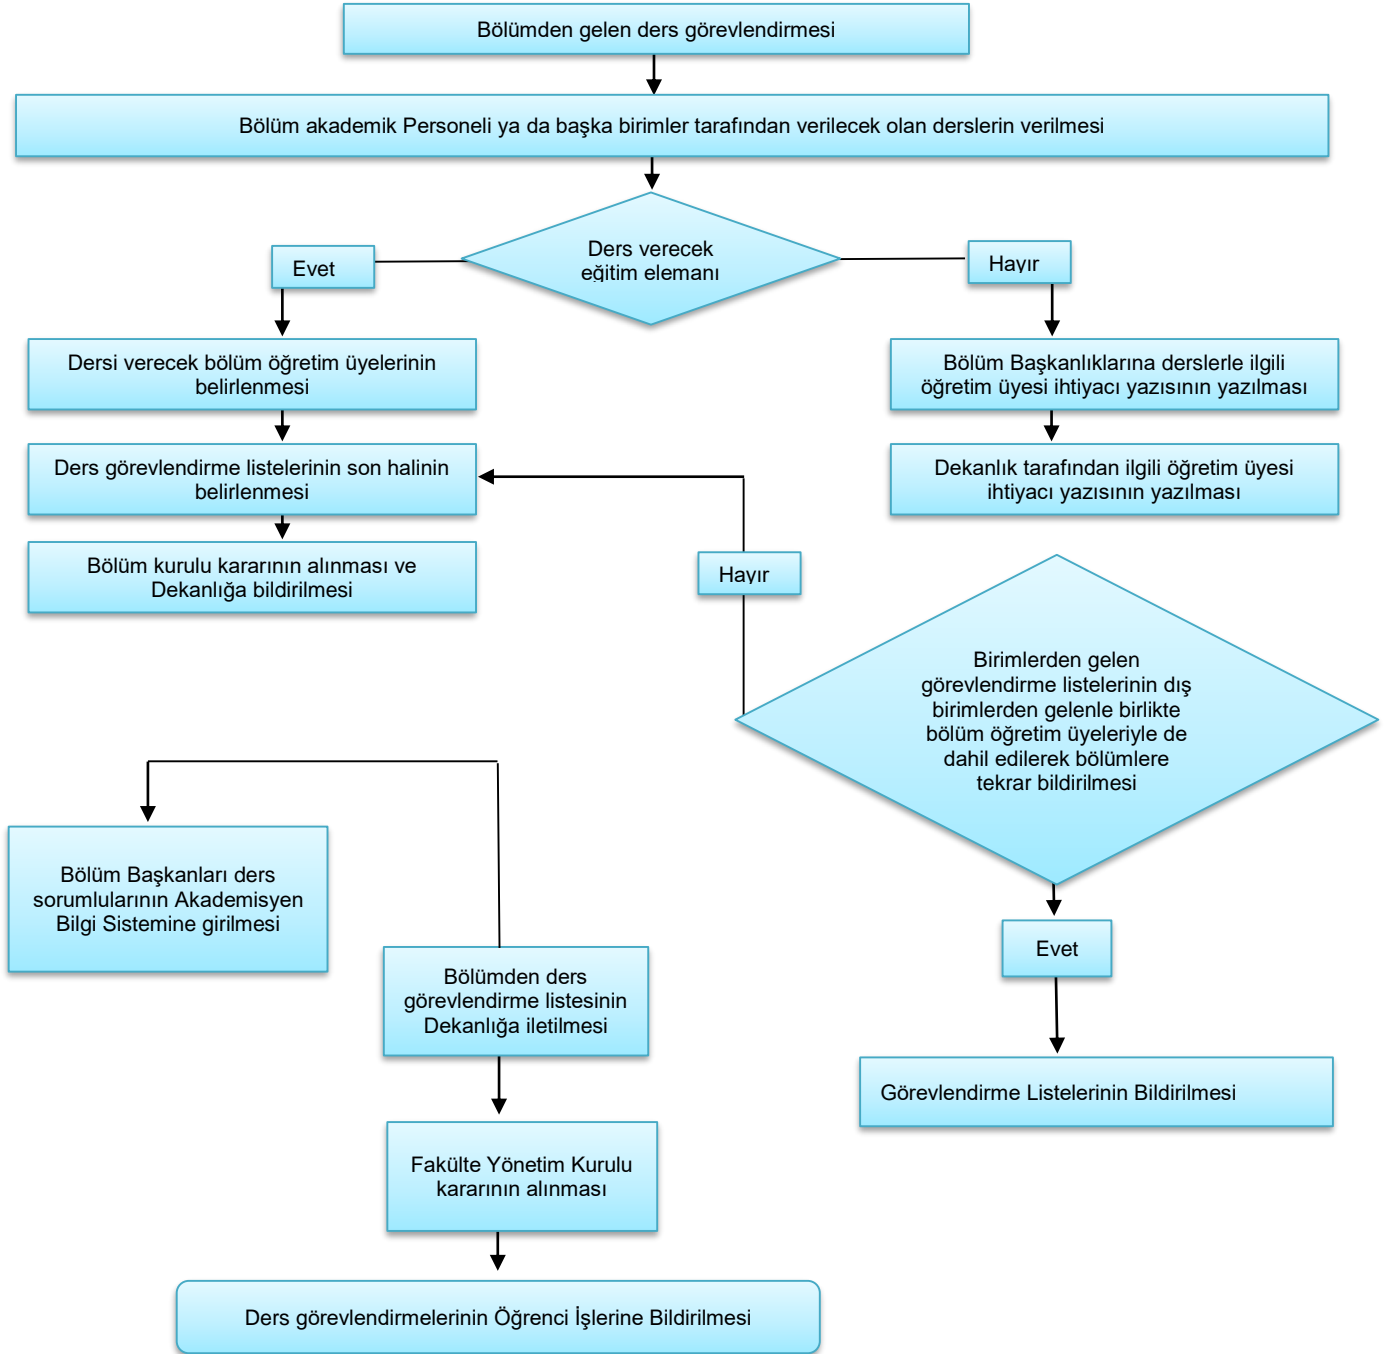 Bölümden gelen ders görevlendirmesi
Bölüm akademik Personeli ya da başka birimler tarafından verilecek olan derslerin verilmesi
Ders verecek
eğitim elemanı
Evet
Hayır
Dersi verecek bölüm öğretim üyelerinin
belirlenmesi
Bölüm Başkanlıklarına derslerle ilgili
öğretim üyesi ihtiyacı yazısının yazılması
Ders görevlendirme listelerinin son halinin
belirlenmesi
Dekanlık tarafından ilgili öğretim üyesi
ihtiyacı yazısının yazılması
Bölüm kurulu kararının alınması ve
Dekanlığa bildirilmesi
Hayır
Birimlerden gelen
görevlendirme listelerinin dış
birimlerden gelenle birlikte
bölüm öğretim üyeleriyle de
dahil edilerek bölümlere
tekrar bildirilmesi
Bölüm Başkanları ders
sorumlularının Akademisyen
Bilgi Sistemine girilmesi
Evet
Bölümden ders
görevlendirme listesinin
Dekanlığa iletilmesi
Görevlendirme Listelerinin Bildirilmesi
Fakülte Yönetim Kurulu
kararının alınması
Ders görevlendirmelerinin Öğrenci İşlerine Bildirilmesi